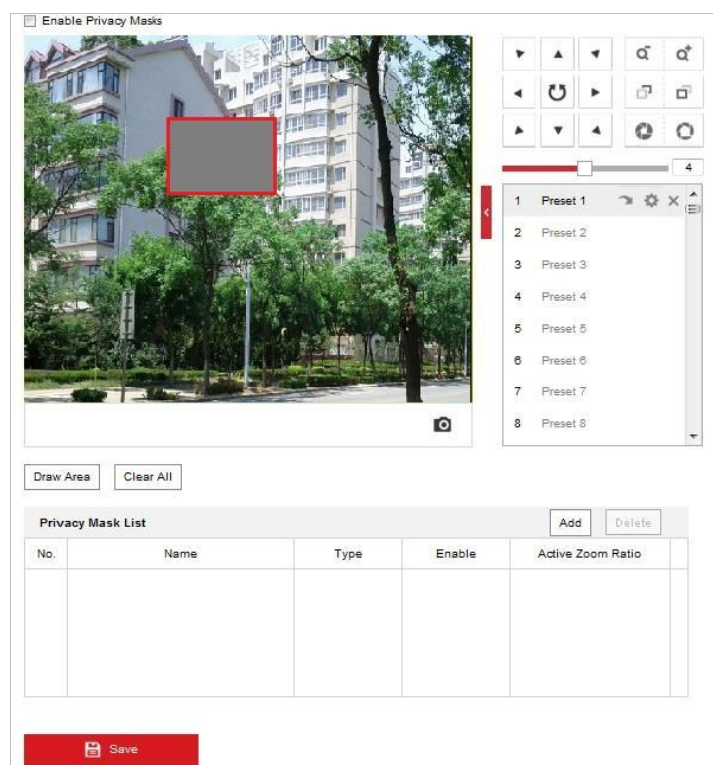 Enable Privacy Masks
4
1 Preset 1
2 Preset 2
3 Preset 3
4 Preset 4
5 Preset 5
6 Preset 6
7 Preset 7
8 Preset 8
Draw Area Clear All
Privacy Mask List Add Delete
No. Name Type Enable Active Zoom Ratio
Save